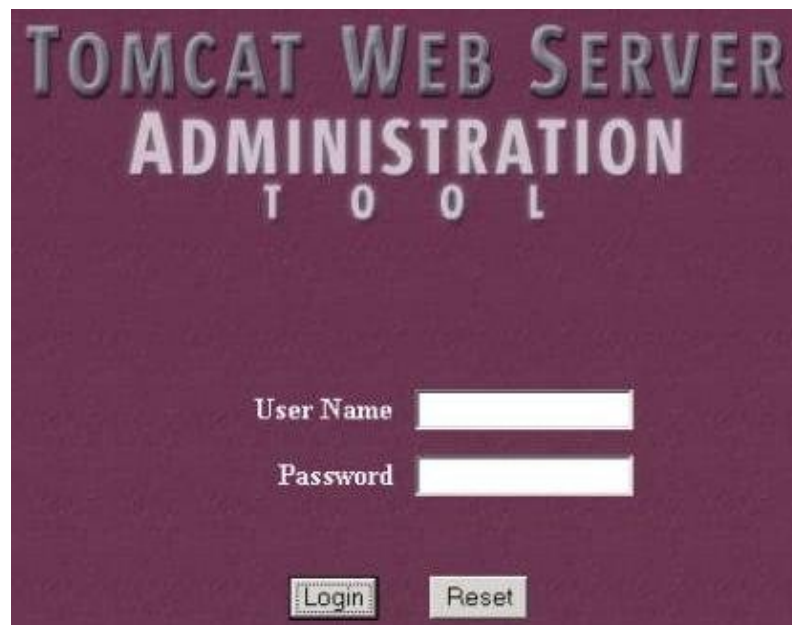 TOMCAT WEB SERVER
ADMINISTRATION
TOOL
User Name
Password
Login Reset